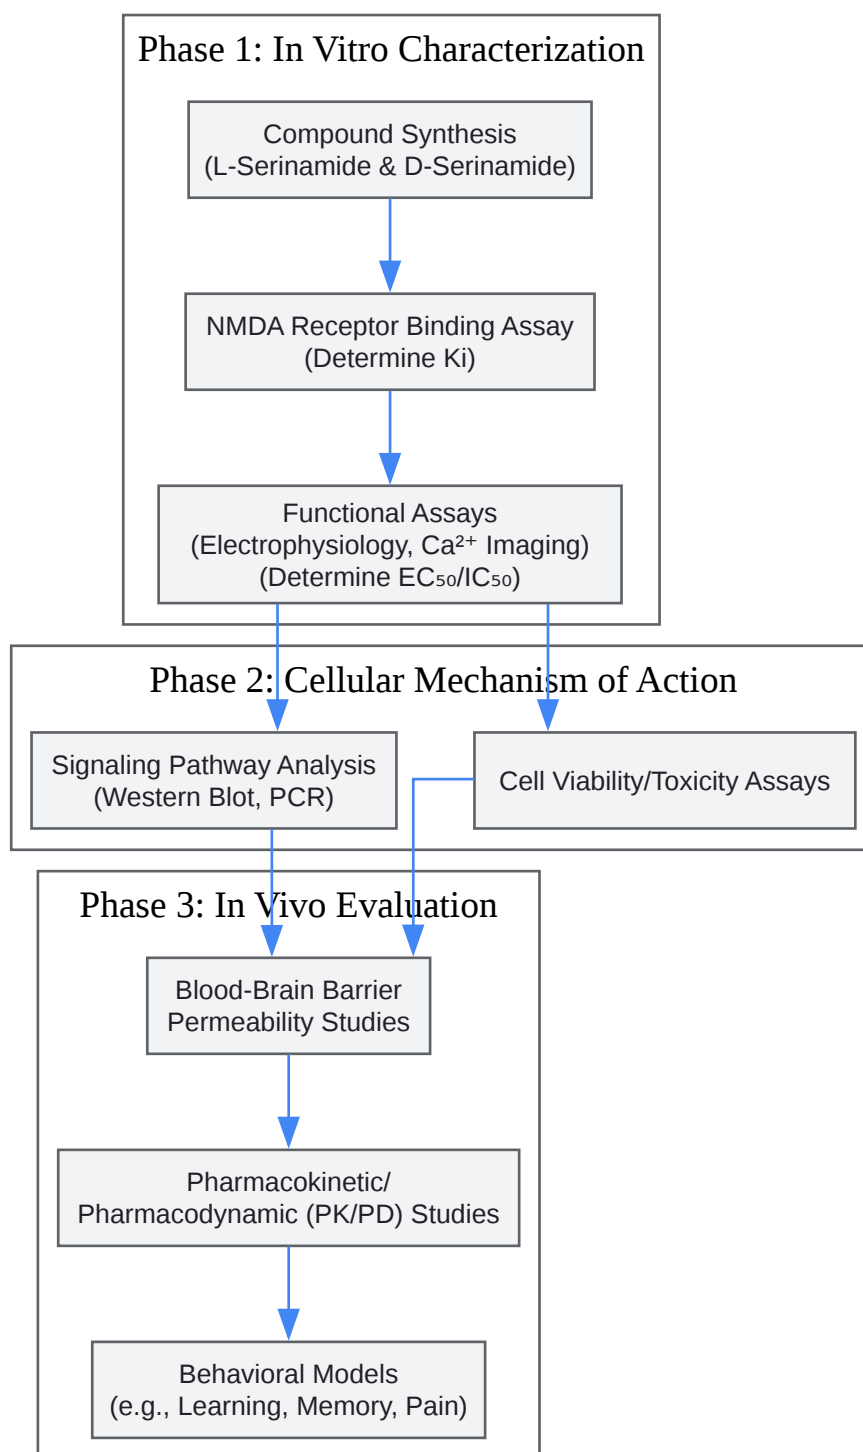 Phase 1: In Vitro Characterization
Compound Synthesis
(L-Serinamide & D-Serinamide)
NMDA Receptor Binding Assay
(Determine Ki)
Functional Assays
(Electrophysiology, Ca²⁺ Imaging)
(Determine EC₅₀/IC₅₀)
Phase 2: Cellular Mechanism of Action
Signaling Pathway Analysis
(Western Blot, PCR)
Cell Viability/Toxicity Assays
Phase 3: In Vivo Evaluation
Blood-Brain Barrier
Permeability Studies
Pharmacokinetic/
Pharmacodynamic (PK/PD) Studies
Behavioral Models
(e.g., Learning, Memory, Pain)